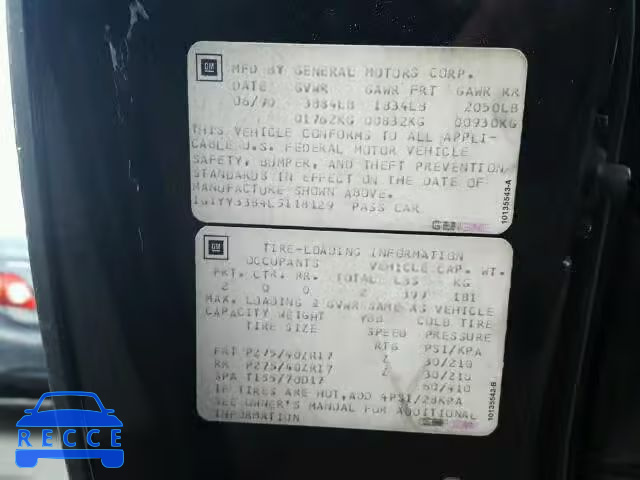 GM
MFD BY GENERAL MOTORS CORP.
DATE GVWR GAWR FRT GAWR RR
06/90 3884LB 1834LB 2050LB
01762KG 00832KG 00930KG
THIS VEHICLE CONFORMS TO ALL APPLI-
CABLE U.S. FEDERAL MOTOR VEHICLE
SAFETY, BUMPER, AND THEFT PREVENTION
STANDARDS IN EFFECT ON THE DATE OF
MANUFACTURE SHOWN ABOVE.
1G1YY3384L5118129 PASS CAR
GENUINE
10135543-A
GM
TIRE-LOADING INFORMATION
OCCUPANTS VEHICLE CAP. WT.
FRT. CTR. RR. TOTAL LBS KG
2 0 0 2 399 181
MAX. LOADING & GVWR SAME AS VEHICLE
CAPACITY WEIGHT COLD TIRE
TIRE SIZE SPEED PRESSURE
RTG PSI/KPA
FRT P275/40ZR17 Z 30/210
RR P275/40ZR17 Z 30/210
SPA T155/70D17 60/410
IF TIRES ARE HOT, ADD 4PSI/28KPA
SEE OWNER'S MANUAL FOR ADDITIONAL
INFORMATION
10135543-B
RECCE